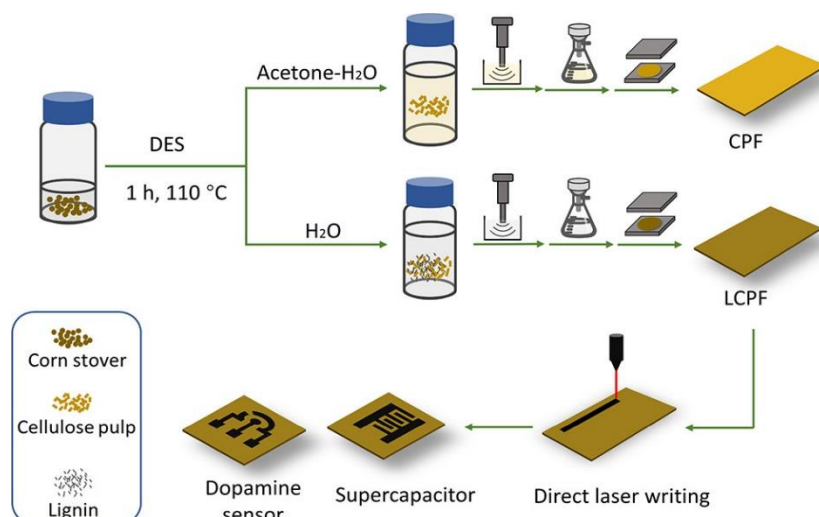 Acetone-H₂O
DES
1 h, 110 °C
CPF
H₂O
LCPF
Corn stover
Cellulose pulp
Lignin
Dopamine
sensor
Supercapacitor
Direct laser writing